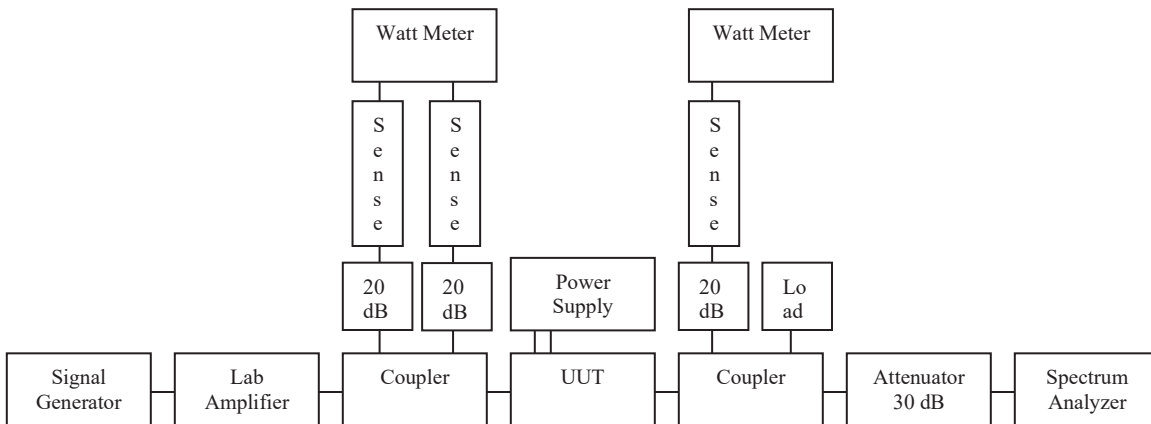 Watt Meter
Watt Meter
S
e
n
s
e
S
e
n
s
e
S
e
n
s
e
20
dB
20
dB
Power
Supply
20
dB
Lo
ad
Signal
Generator
Lab
Amplifier
Coupler
UUT
Coupler
Attenuator
30 dB
Spectrum
Analyzer